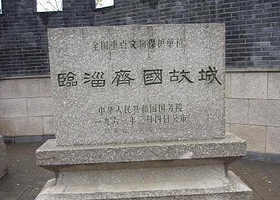 全国重点文物保护单位
臨淄齊國故城
中华人民共和国国务院
一九六一年三月四日公布